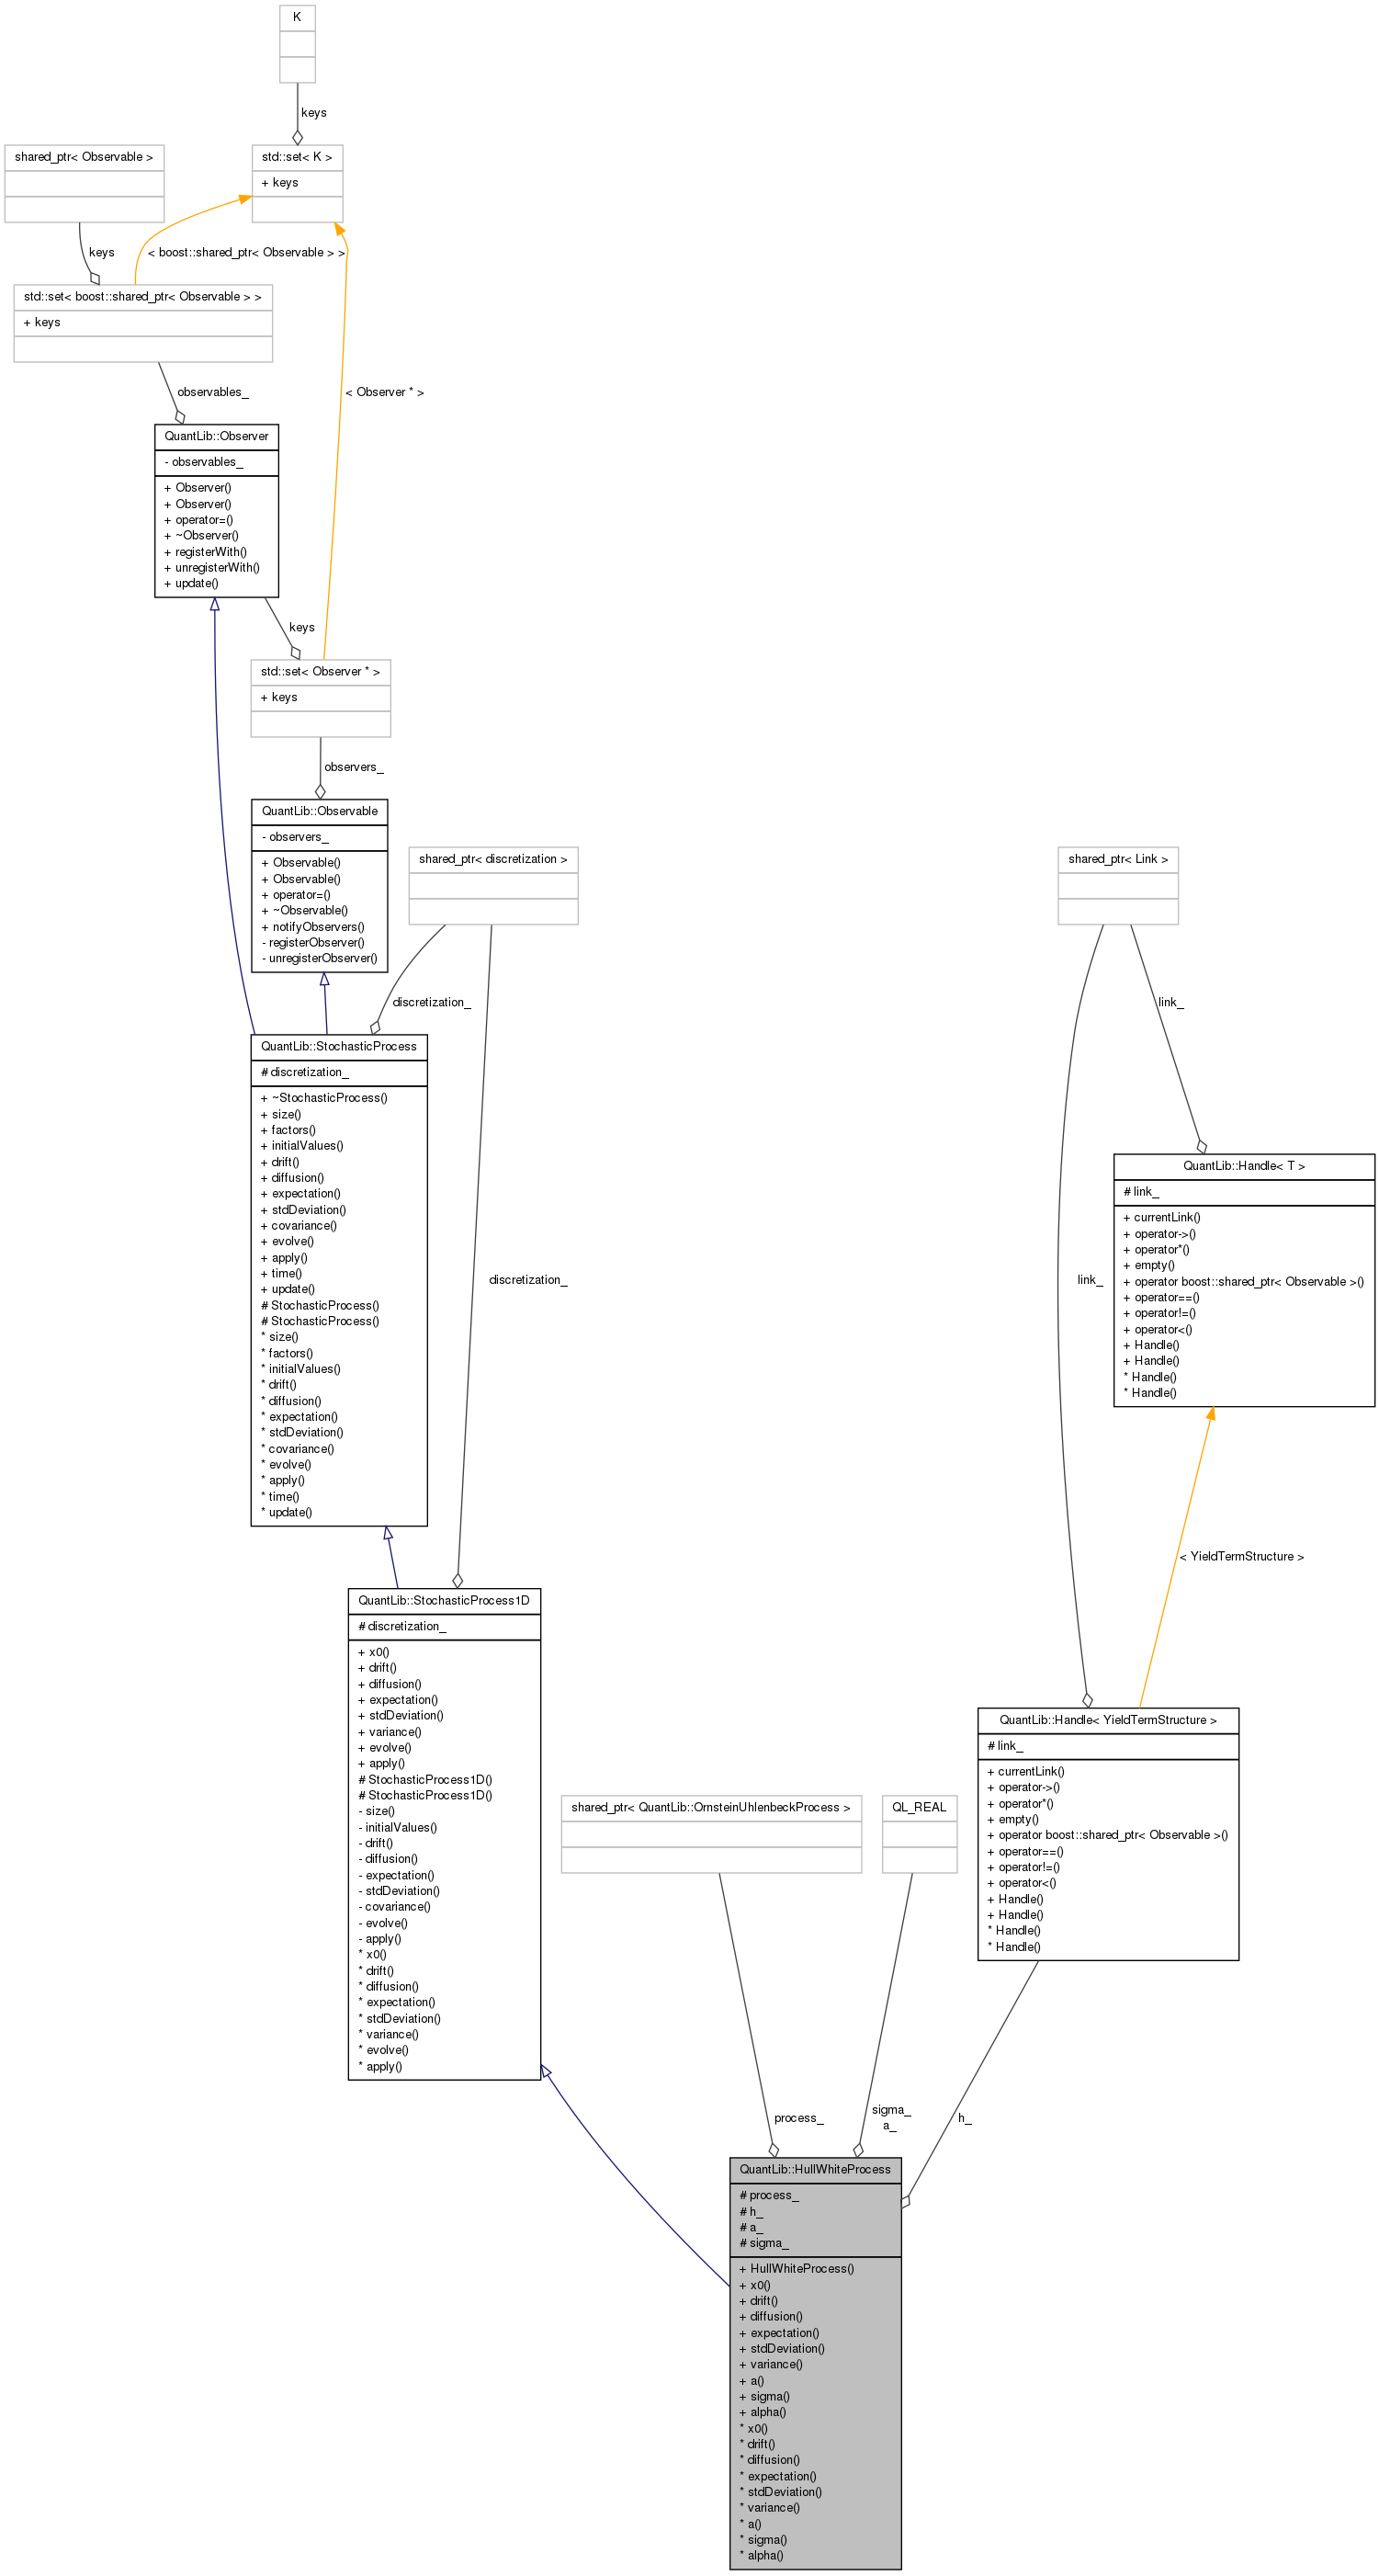 K
keys
shared_ptr< Observable >
std::set< K >
+ keys
keys
< boost::shared_ptr< Observable > >
std::set< boost::shared_ptr< Observable > >
+ keys
observables_
< Observer * >
QuantLib::Observer
- observables_
+ Observer()
+ Observer()
+ operator=()
+ ~Observer()
+ registerWith()
+ unregisterWith()
+ update()
keys
std::set< Observer * >
+ keys
observers_
QuantLib::Observable
- observers_
+ Observable()
+ Observable()
+ operator=()
+ ~Observable()
+ notifyObservers()
- registerObserver()
- unregisterObserver()
shared_ptr< discretization >
shared_ptr< Link >
discretization_
link_
QuantLib::StochasticProcess
# discretization_
+ ~StochasticProcess()
+ size()
+ factors()
+ initialValues()
+ drift()
+ diffusion()
+ expectation()
+ stdDeviation()
+ covariance()
+ evolve()
+ apply()
+ time()
+ update()
# StochasticProcess()
# StochasticProcess()
* size()
* factors()
* initialValues()
* drift()
* diffusion()
* expectation()
* stdDeviation()
* covariance()
* evolve()
* apply()
* time()
* update()
discretization_
link_
QuantLib::Handle< T >
# link_
+ currentLink()
+ operator->()
+ operator*()
+ empty()
+ operator boost::shared_ptr< Observable >()
+ operator==()
+ operator!=()
+ operator<()
+ Handle()
+ Handle()
* Handle()
* Handle()
< YieldTermStructure >
QuantLib::StochasticProcess1D
# discretization_
+ x0()
+ drift()
+ diffusion()
+ expectation()
+ stdDeviation()
+ variance()
+ evolve()
+ apply()
# StochasticProcess1D()
# StochasticProcess1D()
- size()
- initialValues()
- drift()
- diffusion()
- expectation()
- stdDeviation()
- covariance()
- evolve()
- apply()
* x0()
* drift()
* diffusion()
* expectation()
* stdDeviation()
* variance()
* evolve()
* apply()
shared_ptr< QuantLib::OrnsteinUhlenbeckProcess >
QL_REAL
QuantLib::Handle< YieldTermStructure >
# link_
+ currentLink()
+ operator->()
+ operator*()
+ empty()
+ operator boost::shared_ptr< Observable >()
+ operator==()
+ operator!=()
+ operator<()
+ Handle()
+ Handle()
* Handle()
* Handle()
process_
sigma_
a_
h_
QuantLib::HullWhiteProcess
# process_
# h_
# a_
# sigma_
+ HullWhiteProcess()
+ x0()
+ drift()
+ diffusion()
+ expectation()
+ stdDeviation()
+ variance()
+ a()
+ sigma()
+ alpha()
* x0()
* drift()
* diffusion()
* expectation()
* stdDeviation()
* variance()
* a()
* sigma()
* alpha()